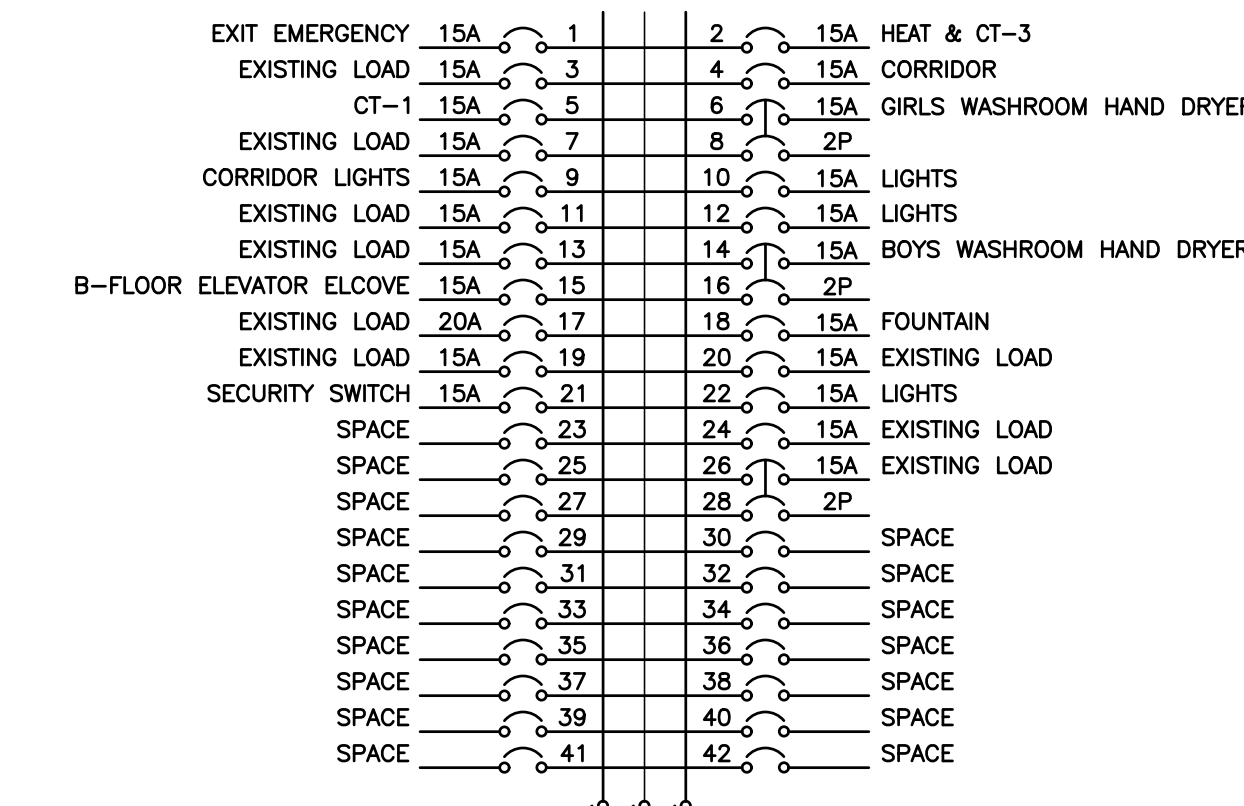 EXIT EMERGENCY 15A 1 2 15A HEAT & CT-3
EXISTING LOAD 15A 3 4 15A CORRIDOR
CT-1 15A 5 6 15A GIRLS WASHROOM HAND DRYER
EXISTING LOAD 15A 7 8 2P
CORRIDOR LIGHTS 15A 9 10 15A LIGHTS
EXISTING LOAD 15A 11 12 15A LIGHTS
EXISTING LOAD 15A 13 14 15A BOYS WASHROOM HAND DRYER
B-FLOOR ELEVATOR ELCOVE 15A 15 16 2P
EXISTING LOAD 20A 17 18 15A FOUNTAIN
EXISTING LOAD 15A 19 20 15A EXISTING LOAD
SECURITY SWITCH 15A 21 22 15A LIGHTS
SPACE 23 24 15A EXISTING LOAD
SPACE 25 26 15A EXISTING LOAD
SPACE 27 28 2P
SPACE 29 30 SPACE
SPACE 31 32 SPACE
SPACE 33 34 SPACE
SPACE 35 36 SPACE
SPACE 37 38 SPACE
SPACE 39 40 SPACE
SPACE 41 42 SPACE